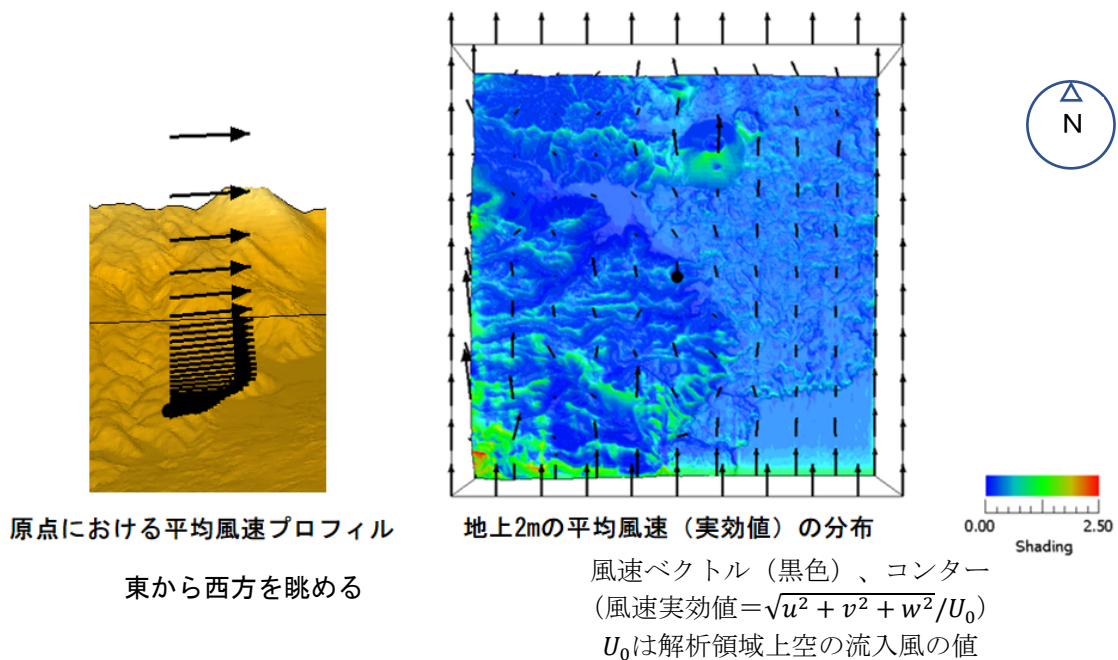 N
原点における平均風速プロフィル
東から西方を眺める
地上2mの平均風速（実効値）の分布
0.00 2.50
Shading
風速ベクトル（黒色）、コンター
(風速実効値＝√u² + v² + w²/U₀)
U₀は解析領域上空の流入風の値